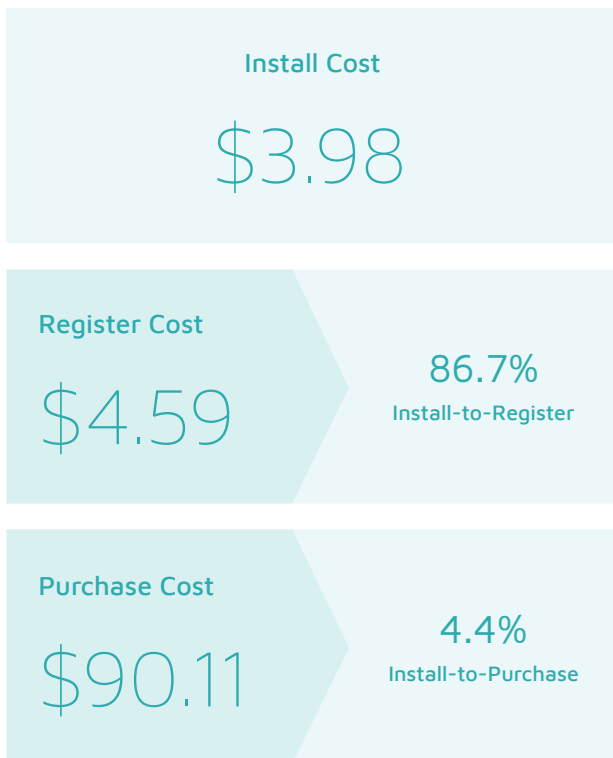 Install Cost
$3.98
Register Cost
$4.59
86.7%
Install-to-Register
Purchase Cost
$90.11
4.4%
Install-to-Purchase